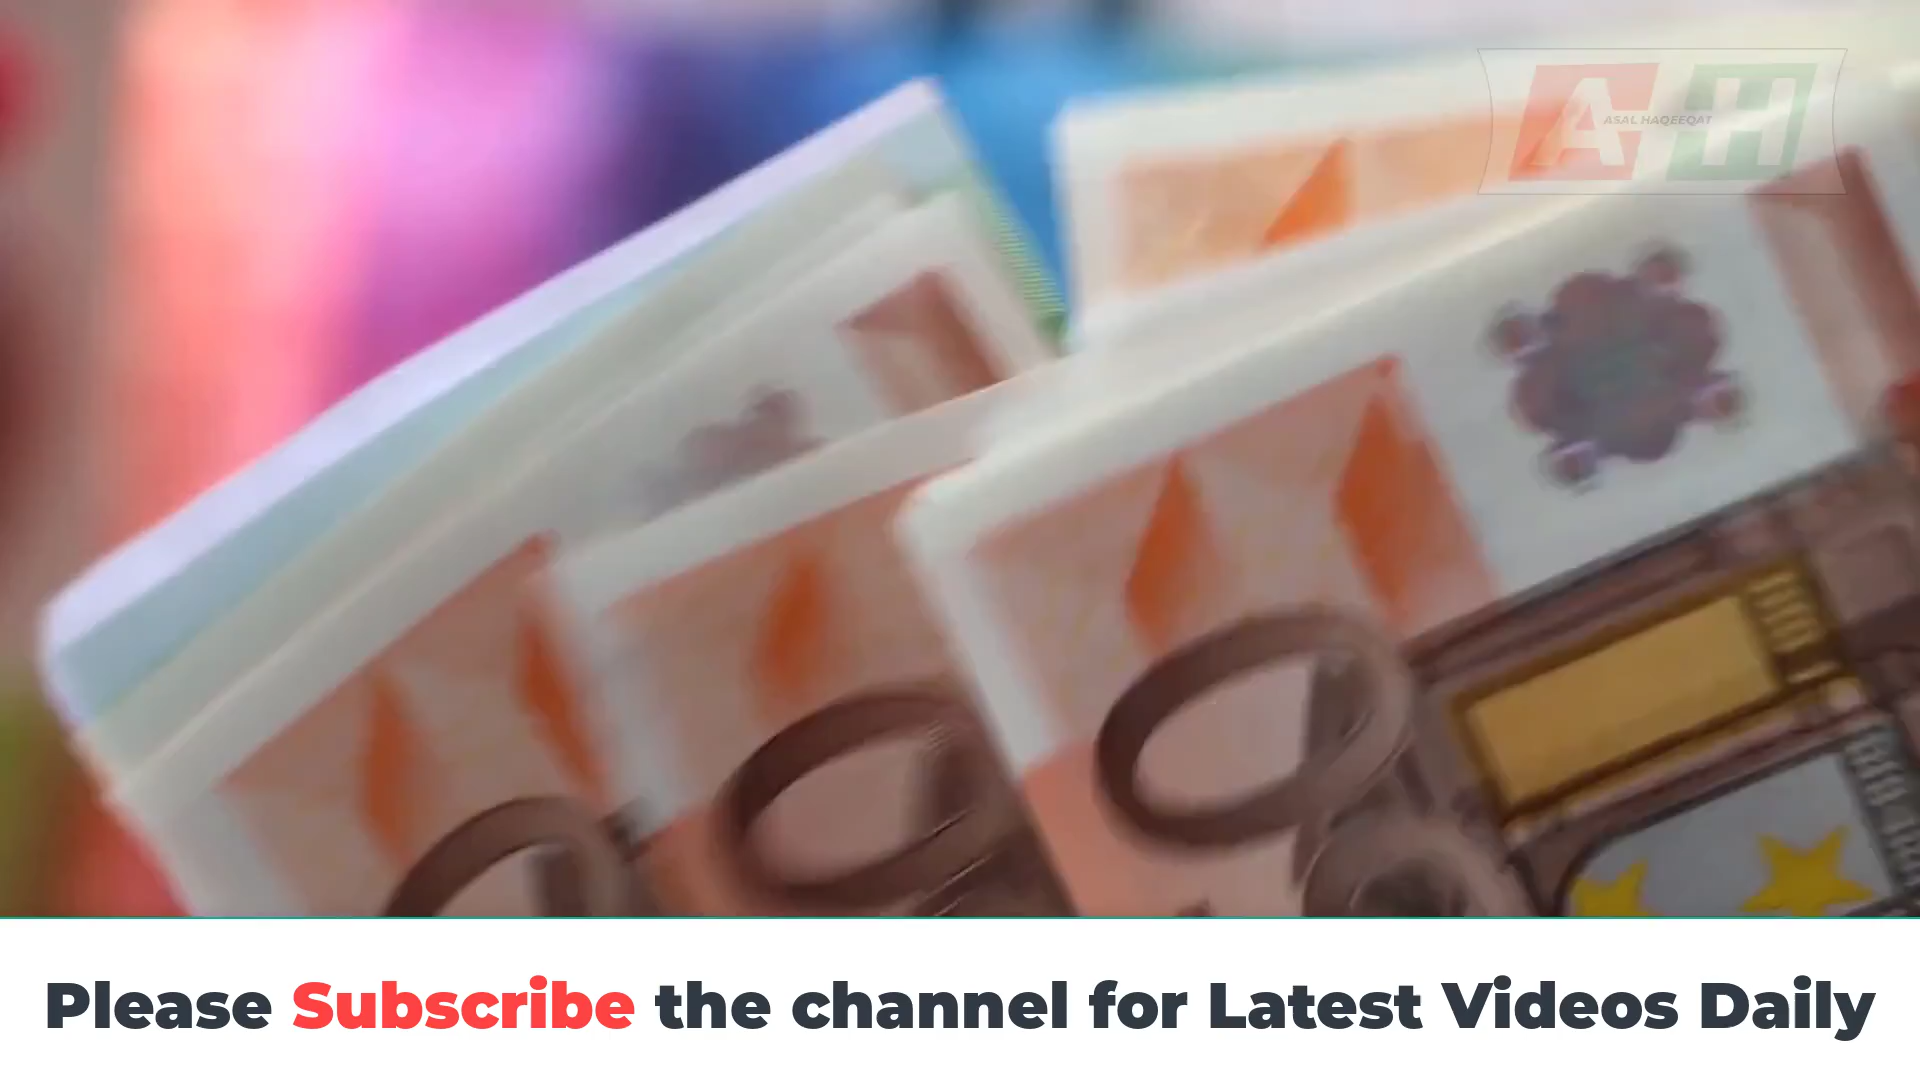 A H
ASAL HAQEEQAT
Please Subscribe the channel for Latest Videos Daily